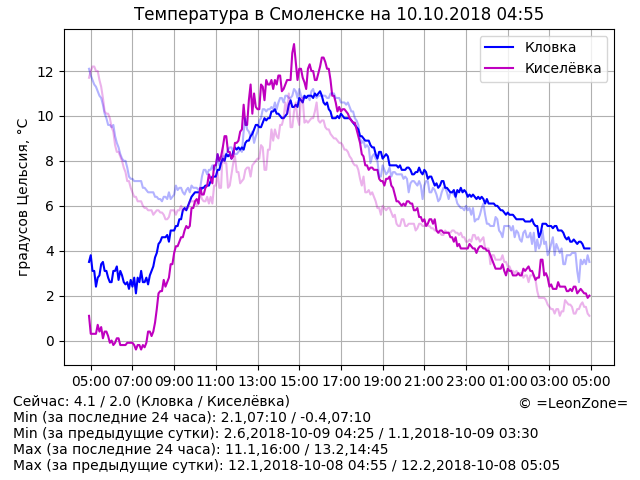 Температура в Смоленске на 10.10.2018 04:55
Кловка
Киселёвка
градусов Цельсия, °C
12
10
8
6
4
2
0
05:00 07:00 09:00 11:00 13:00 15:00 17:00 19:00 21:00 23:00 01:00 03:00 05:00
Сейчас: 4.1 / 2.0 (Кловка / Киселёвка)
© =LeonZone=
Min (за последние 24 часа): 2.1,07:10 / -0.4,07:10
Min (за предыдущие сутки): 2.6,2018-10-09 04:25 / 1.1,2018-10-09 03:30
Max (за последние 24 часа): 11.1,16:00 / 13.2,14:45
Max (за предыдущие сутки): 12.1,2018-10-08 04:55 / 12.2,2018-10-08 05:05